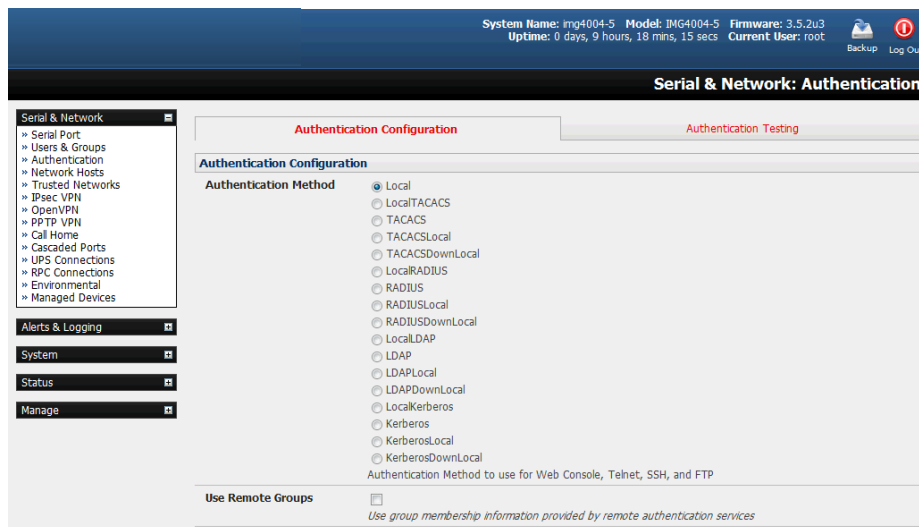 System Name: img4004-5 Model: IMG4004-5 Firmware: 3.5.2u3
Uptime: 0 days, 9 hours, 18 mins, 15 secs Current User: root
Backup
Log Ou
Serial & Network: Authentication
Serial & Network
» Serial Port
» Users & Groups
» Authentication
» Network Hosts
» Trusted Networks
» IPsec VPN
» OpenVPN
» PPTP VPN
» Call Home
» Cascaded Ports
» UPS Connections
» RPC Connections
» Environmental
» Managed Devices
Alerts & Logging
System
Status
Manage
Authentication Configuration
Authentication Testing
Authentication Configuration
Authentication Method
Local
LocalTACACS
TACACS
TACACSLocal
TACACSDownLocal
LocalRADIUS
RADIUS
RADIUSLocal
RADIUSDownLocal
LocalLDAP
LDAP
LDAPLocal
LDAPDownLocal
LocalKerberos
Kerberos
KerberosLocal
KerberosDownLocal
Authentication Method to use for Web Console, Telnet, SSH, and FTP
Use Remote Groups
Use group membership information provided by remote authentication services